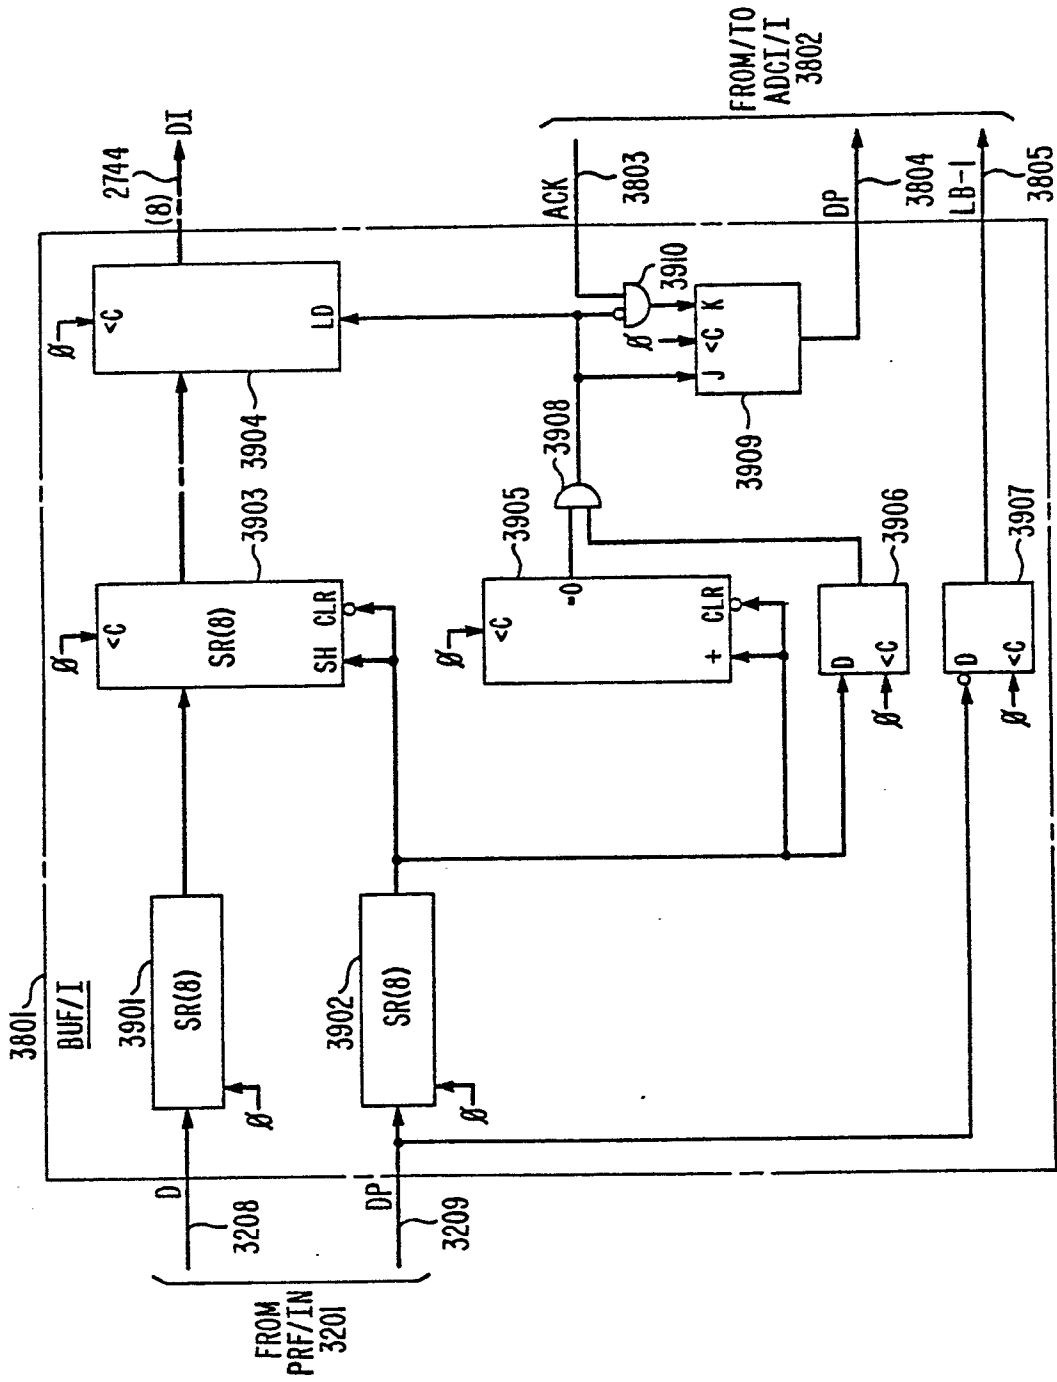 3801
BUF/I
D
3208
DP
3209
FROM
PRF/IN
3201
3901
SR(8)
Ø
3902
SR(8)
Ø
Ø
<C
SR(8)
SH
CLR
3903
Ø
<C
LD
3904
(8)
2744
DI
Ø
<C
=0
+
CLR
3905
3908
D
Ø
<C
3906
D
Ø
<C
3907
3910
J
Ø
<C
K
3909
ACK
3803
DP
3804
LB-I
3805
FROM/TO
ADCI/I
3802